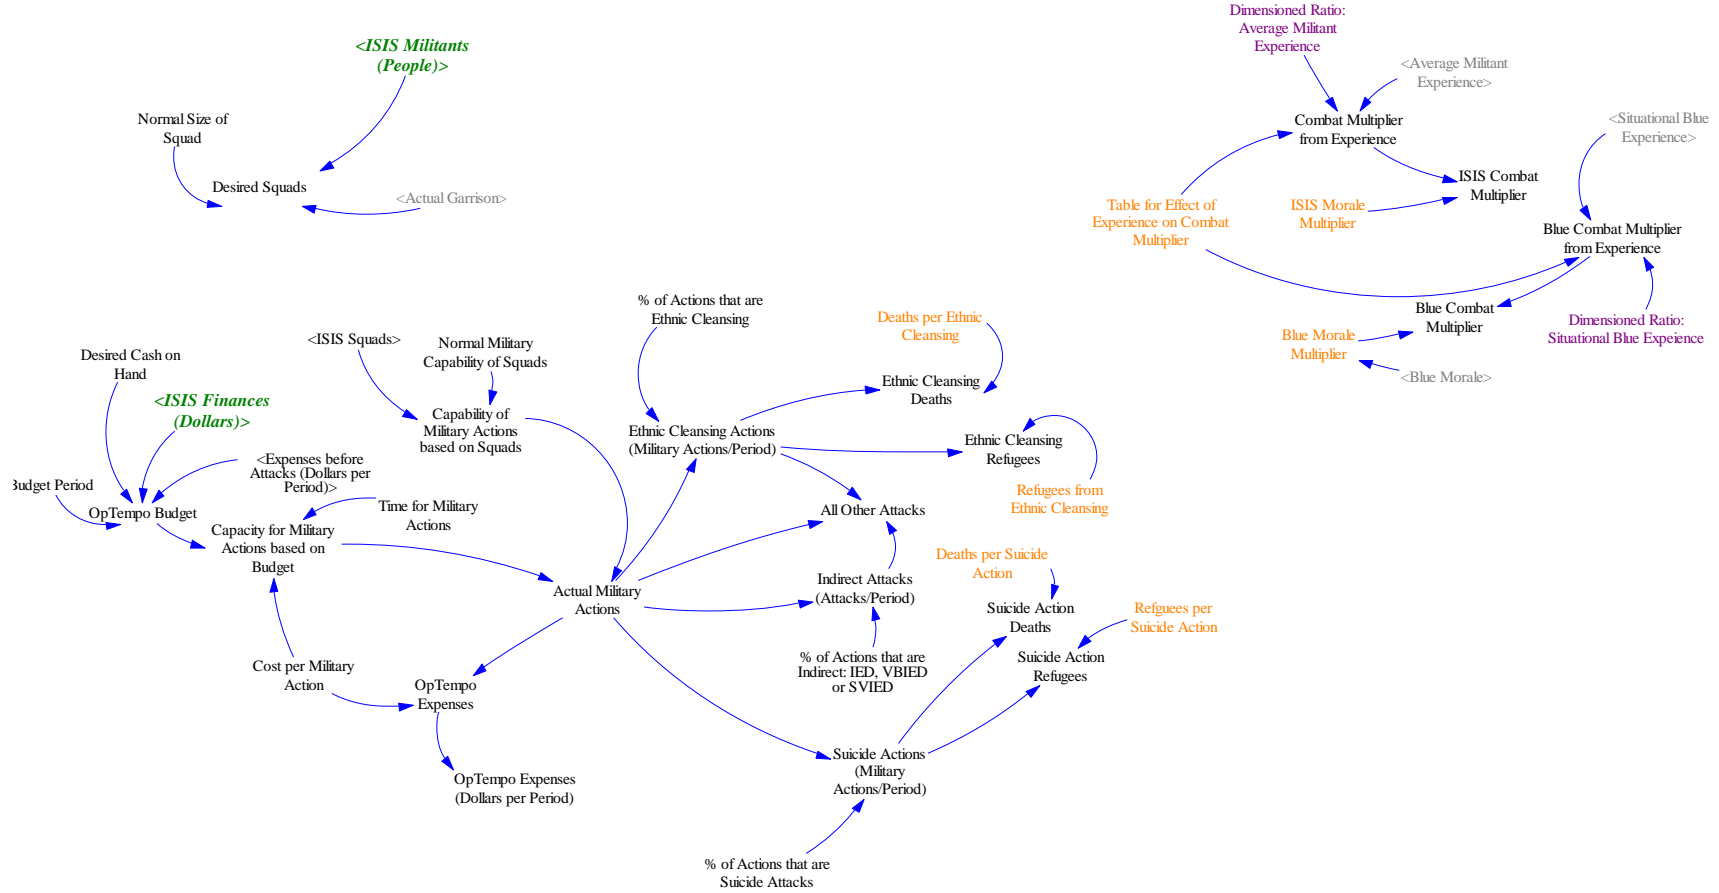 Dimensioned Ratio:
Average Militant
Experience
<ISIS Militants
(People)>
<Average Militant
Experience>
Normal Size of
Squad
Combat Multiplier
from Experience
<Situational Blue
Experience>
Desired Squads
<Actual Garrison>
ISIS Combat
Multiplier
Table for Effect of
Experience on Combat
Multiplier
ISIS Morale
Multiplier
Blue Combat Multiplier
from Experience
% of Actions that are
Ethnic Cleansing
Deaths per Ethnic
Cleansing
Blue Combat
Multiplier
Dimensioned Ratio:
Situational Blue Expeience
Blue Morale
Multiplier
<Blue Morale>
<ISIS Squads>
Normal Military
Capability of Squads
Desired Cash on
Hand
<ISIS Finances
(Dollars)>
Ethnic Cleansing
Deaths
Capability of
Military Actions
based on Squads
Ethnic Cleansing Actions
(Military Actions/Period)
Ethnic Cleansing
Refugees
<Expenses before
Attacks (Dollars per
Period)>
Budget Period
OpTempo Budget
Time for Military
Actions
Refugees from
Ethnic Cleansing
Capacity for Military
Actions based on
Budget
All Other Attacks
Deaths per Suicide
Action
Actual Military
Actions
Indirect Attacks
(Attacks/Period)
Suicide Action
Deaths
Refguees per
Suicide Action
Cost per Military
Action
% of Actions that are
Indirect: IED, VBIED
or SVIED
Suicide Action
Refugees
OpTempo
Expenses
OpTempo Expenses
(Dollars per Period)
Suicide Actions
(Military
Actions/Period)
% of Actions that are
Suicide Attacks